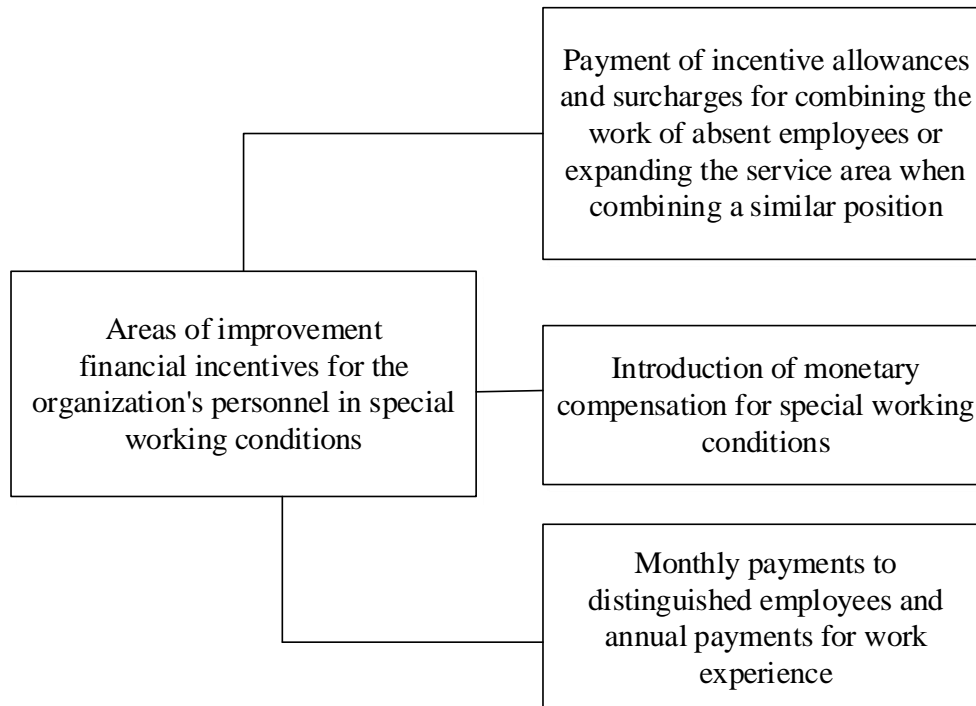 Payment of incentive allowances
and surcharges for combining the
work of absent employees or
expanding the service area when
combining a similar position
Areas of improvement
financial incentives for the
organization's personnel in special
working conditions
Introduction of monetary
compensation for special working
conditions
Monthly payments to
distinguished employees and
annual payments for work
experience